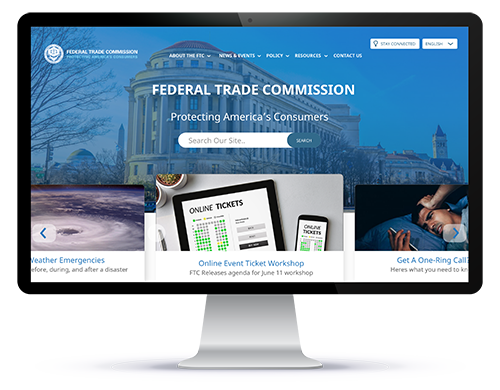 FEDERAL TRADE COMMISSION
PROTECTING AMERICA'S CONSUMERS
STAY CONNECTED
ENGLISH
ABOUT THE FTC
NEWS & EVENTS
POLICY
RESOURCES
CONTACT US
FEDERAL TRADE COMMISSION
Protecting America's Consumers
Search Our Site..
SEARCH
ONLINE TICKETS
ONLINE
TICKETS
Weather Emergencies
efore, during, and after a disaster
Online Event Ticket Workshop
FTC Releases agenda for June 11 workshop
Get A One-Ring Call?
Heres what you need to kn